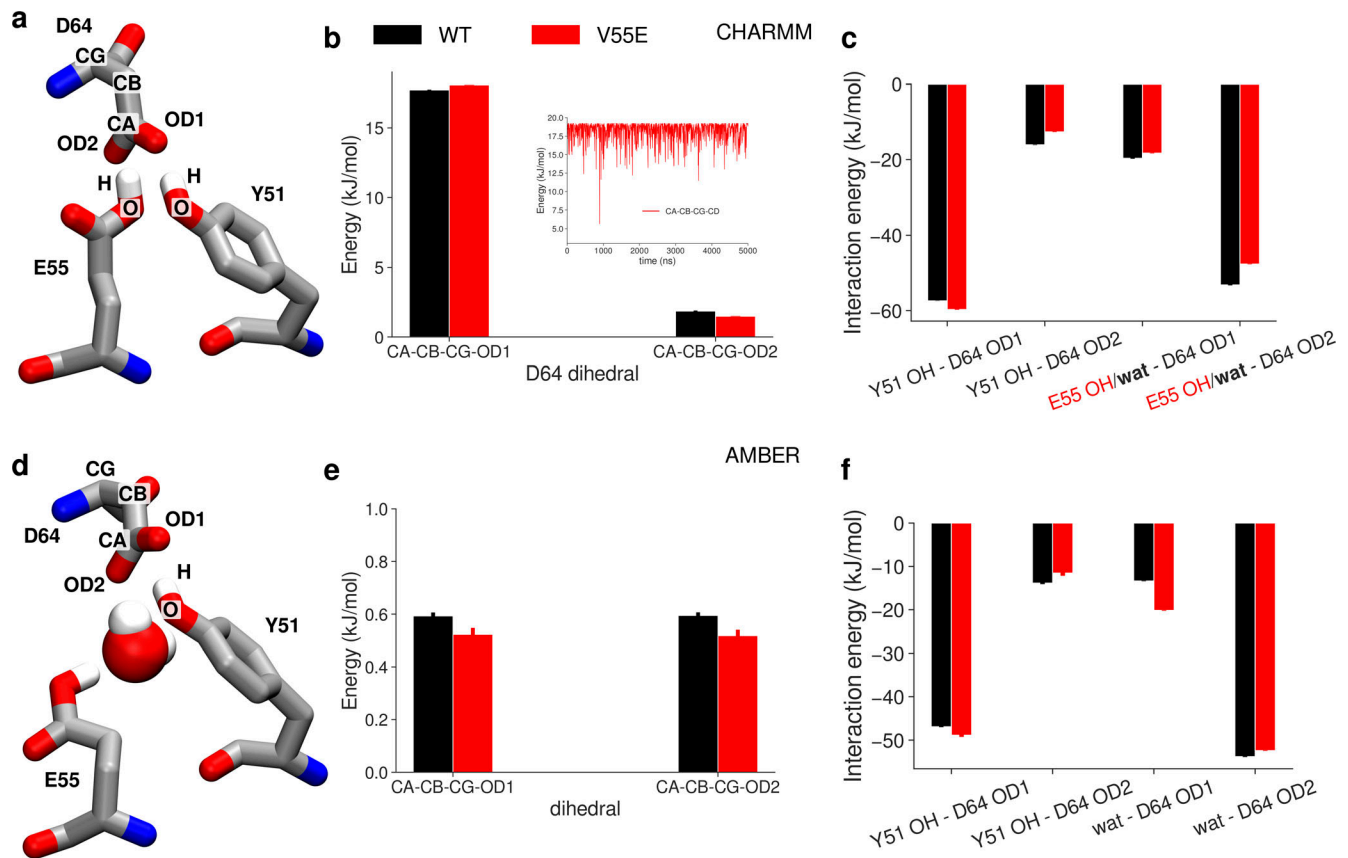 a
D64
CG
CB
CA
OD1
OD2
H
H
O
O
Y51
E55
b
WT
V55E
CHARMM
Energy (kJ/mol)
15
10
5
0
CA-CB-CG-OD1
CA-CB-CG-OD2
D64 dihedral
Energy (kJ/mol)
20.0
17.5
15.0
12.5
10.0
7.5
5.0
CA-CB-CG-CD
0
1000
2000
3000
4000
5000
time (ns)
c
Interaction energy (kJ/mol)
0
−20
−40
−60
Y51 OH - D64 OD1
Y51 OH - D64 OD2
E55 OH/wat - D64 OD1
E55 OH/wat - D64 OD2
d
CG
CB
D64
OD1
CA
OD2
H
O
Y51
E55
e
AMBER
Energy (kJ/mol)
1.0
0.8
0.6
0.4
0.2
0.0
CA-CB-CG-OD1
CA-CB-CG-OD2
dihedral
f
Interaction energy (kJ/mol)
0
−10
−20
−30
−40
−50
Y51 OH - D64 OD1
Y51 OH - D64 OD2
wat - D64 OD1
wat - D64 OD2